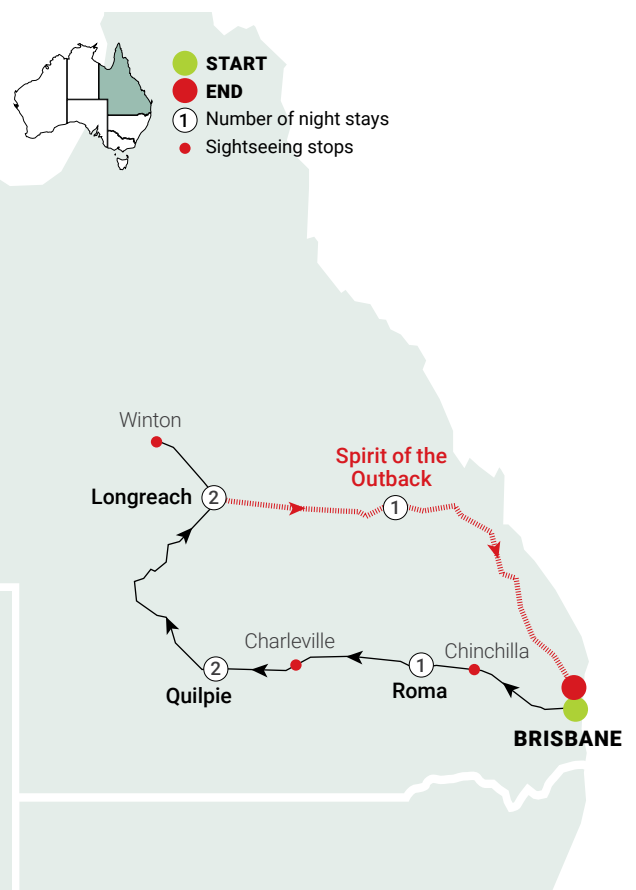 START
END
1 Number of night stays
Sightseeing stops
Winton
Spirit of the
Outback
Longreach 2
1
Charleville
Chinchilla
2
1
Quilpie
Roma
BRISBANE